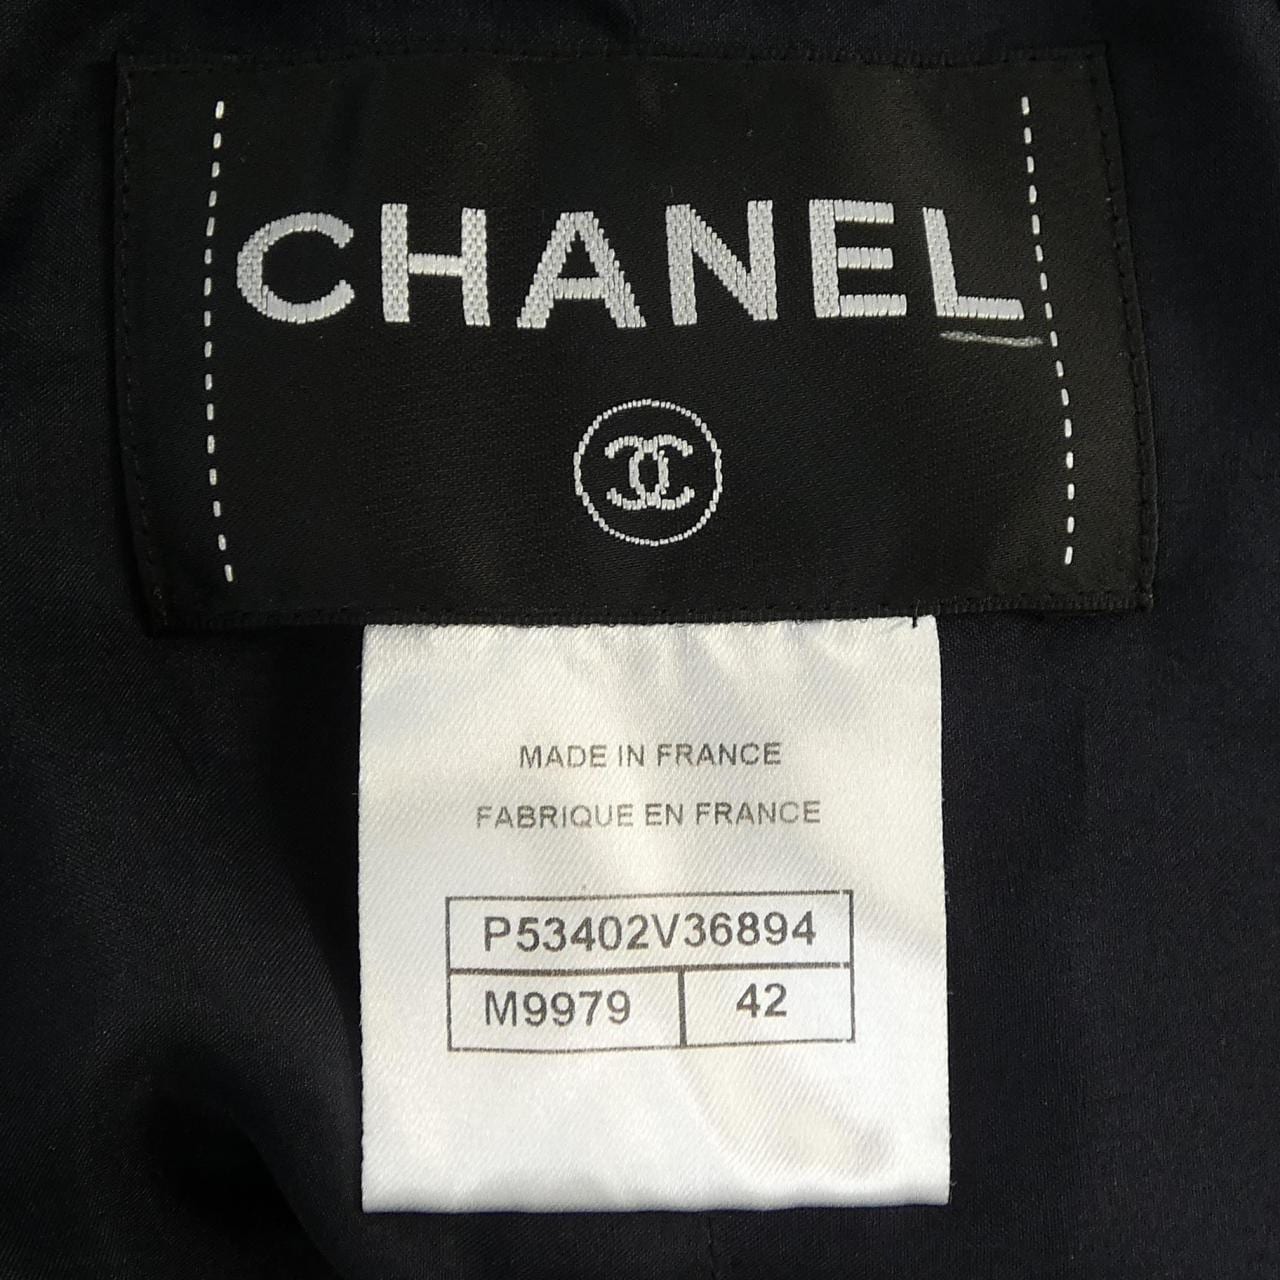 CHANEL
MADE IN FRANCE
FABRIQUE EN FRANCE
P53402V36894
M9979 42